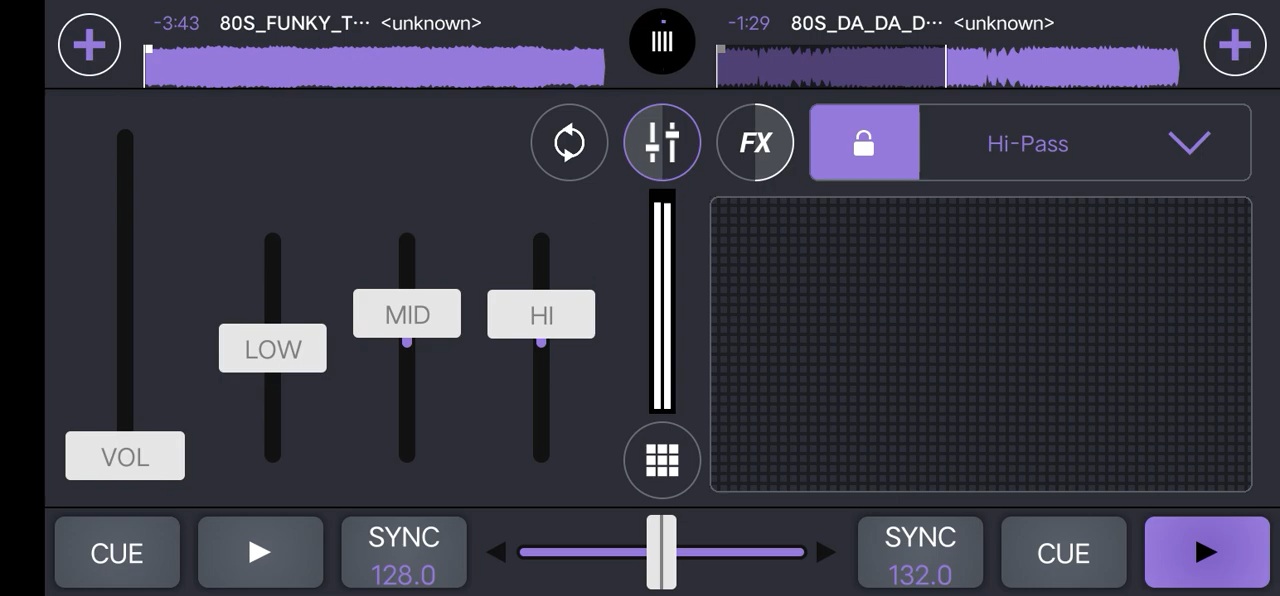 -3:43 80S_FUNKY_T··· <unknown>
-1:29 80S_DA_DA_D··· <unknown>
FX
Hi-Pass
MID
HI
LOW
VOL
CUE
SYNC
128.0
SYNC
132.0
CUE